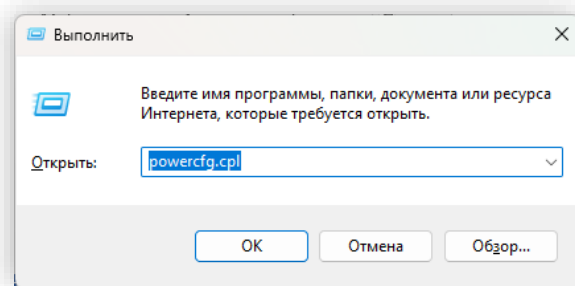 Выполнить
Введите имя программы, папки, документа или ресурса
Интернета, которые требуется открыть.
Открыть: powercfg.cpl
OK Отмена Обзор...